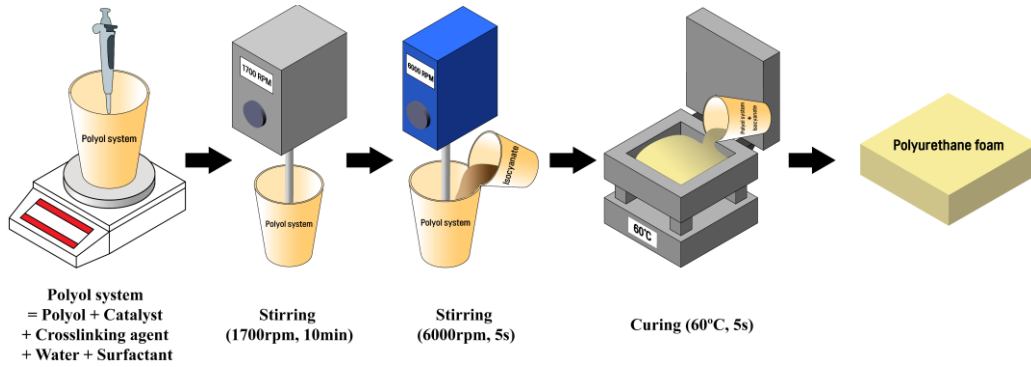 Polyol system
1700 RPM
Polyol system
6000 RPM
Isocyanate
Polyol system
Polyol system
+
Isocyanate
60℃
Polyurethane foam
Polyol system
= Polyol + Catalyst
+ Crosslinking agent
+ Water + Surfactant
Stirring
(1700rpm, 10min)
Stirring
(6000rpm, 5s)
Curing (60ºC, 5s)